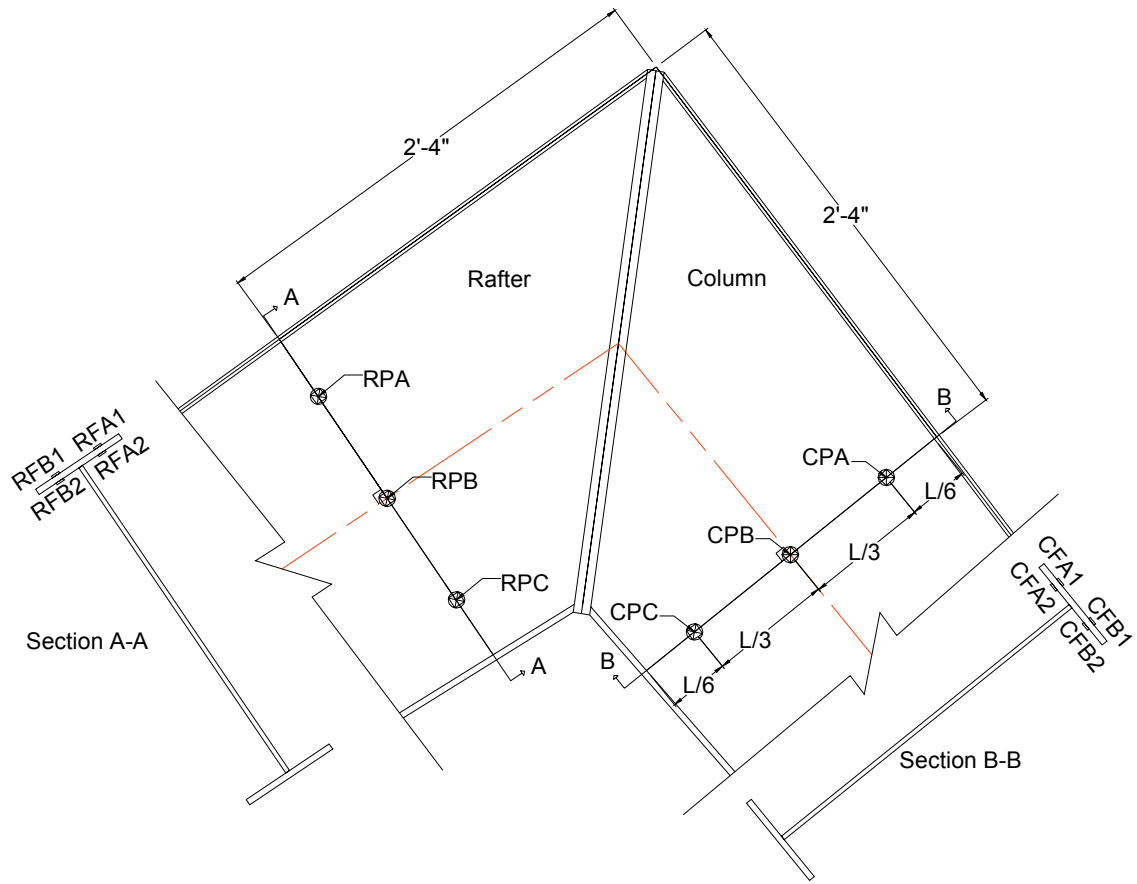 2'-4"
2'-4"
Rafter
Column
A
RPA
B
RFA1
RFB1
RFA2
RFB2
RPB
CPA
L/6
CPB
L/3
RPC
CPC
L/3
CFA1
CFA2
CFB1
CFB2
Section A-A
A
B
L/6
Section B-B